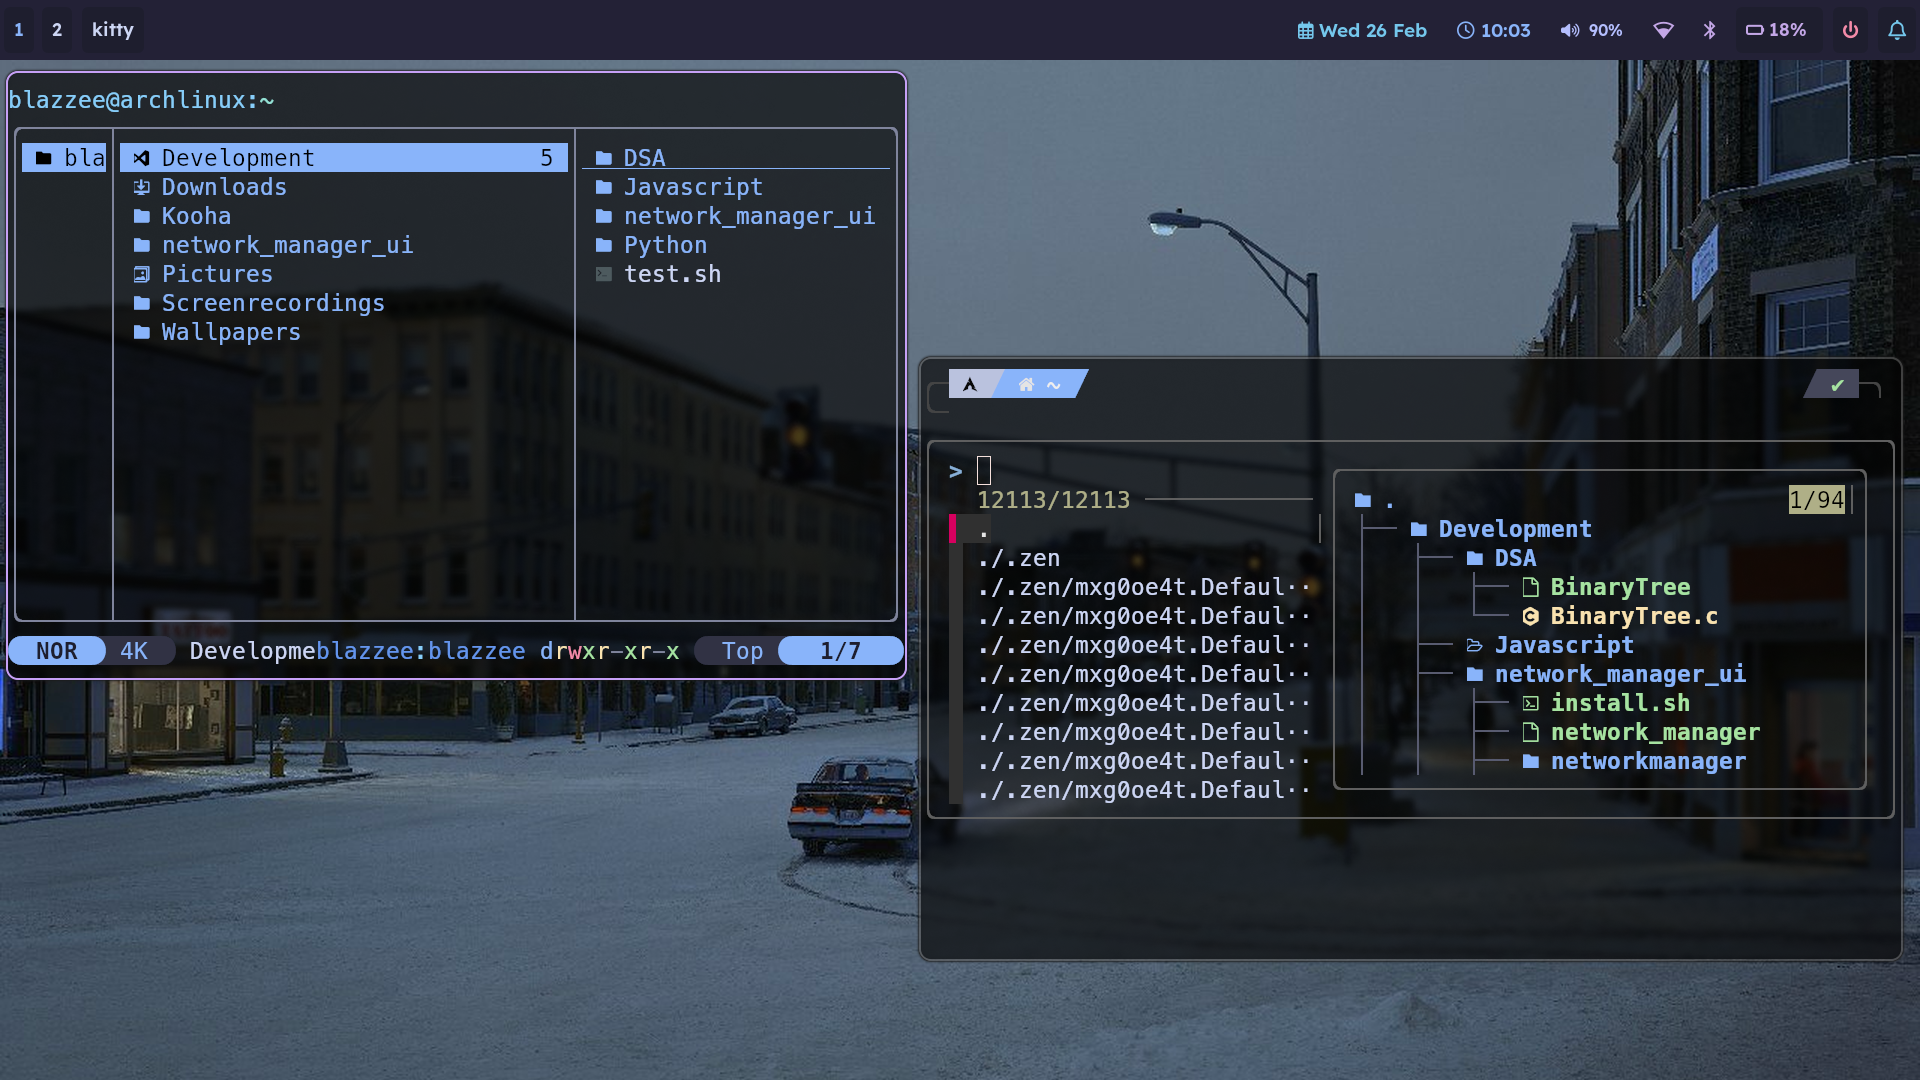 1 2 kitty Wed 26 Feb 10:03 90% 18%
blazzee@archlinux:~
bla
Development 5
Downloads
Kooha
network_manager_ui
Pictures
Screenrecordings
Wallpapers
DSA
Javascript
network_manager_ui
Python
test.sh
NOR 4K Developmeblazzee:blazzee drwxr-xr-x Top 1/7
~ ✔
>
12113/12113
.
./.zen
./.zen/mxg0oe4t.Defaul··
./.zen/mxg0oe4t.Defaul··
./.zen/mxg0oe4t.Defaul··
./.zen/mxg0oe4t.Defaul··
./.zen/mxg0oe4t.Defaul··
./.zen/mxg0oe4t.Defaul··
./.zen/mxg0oe4t.Defaul··
./.zen/mxg0oe4t.Defaul··
. 1/94
Development
DSA
BinaryTree
BinaryTree.c
Javascript
network_manager_ui
install.sh
network_manager
networkmanager